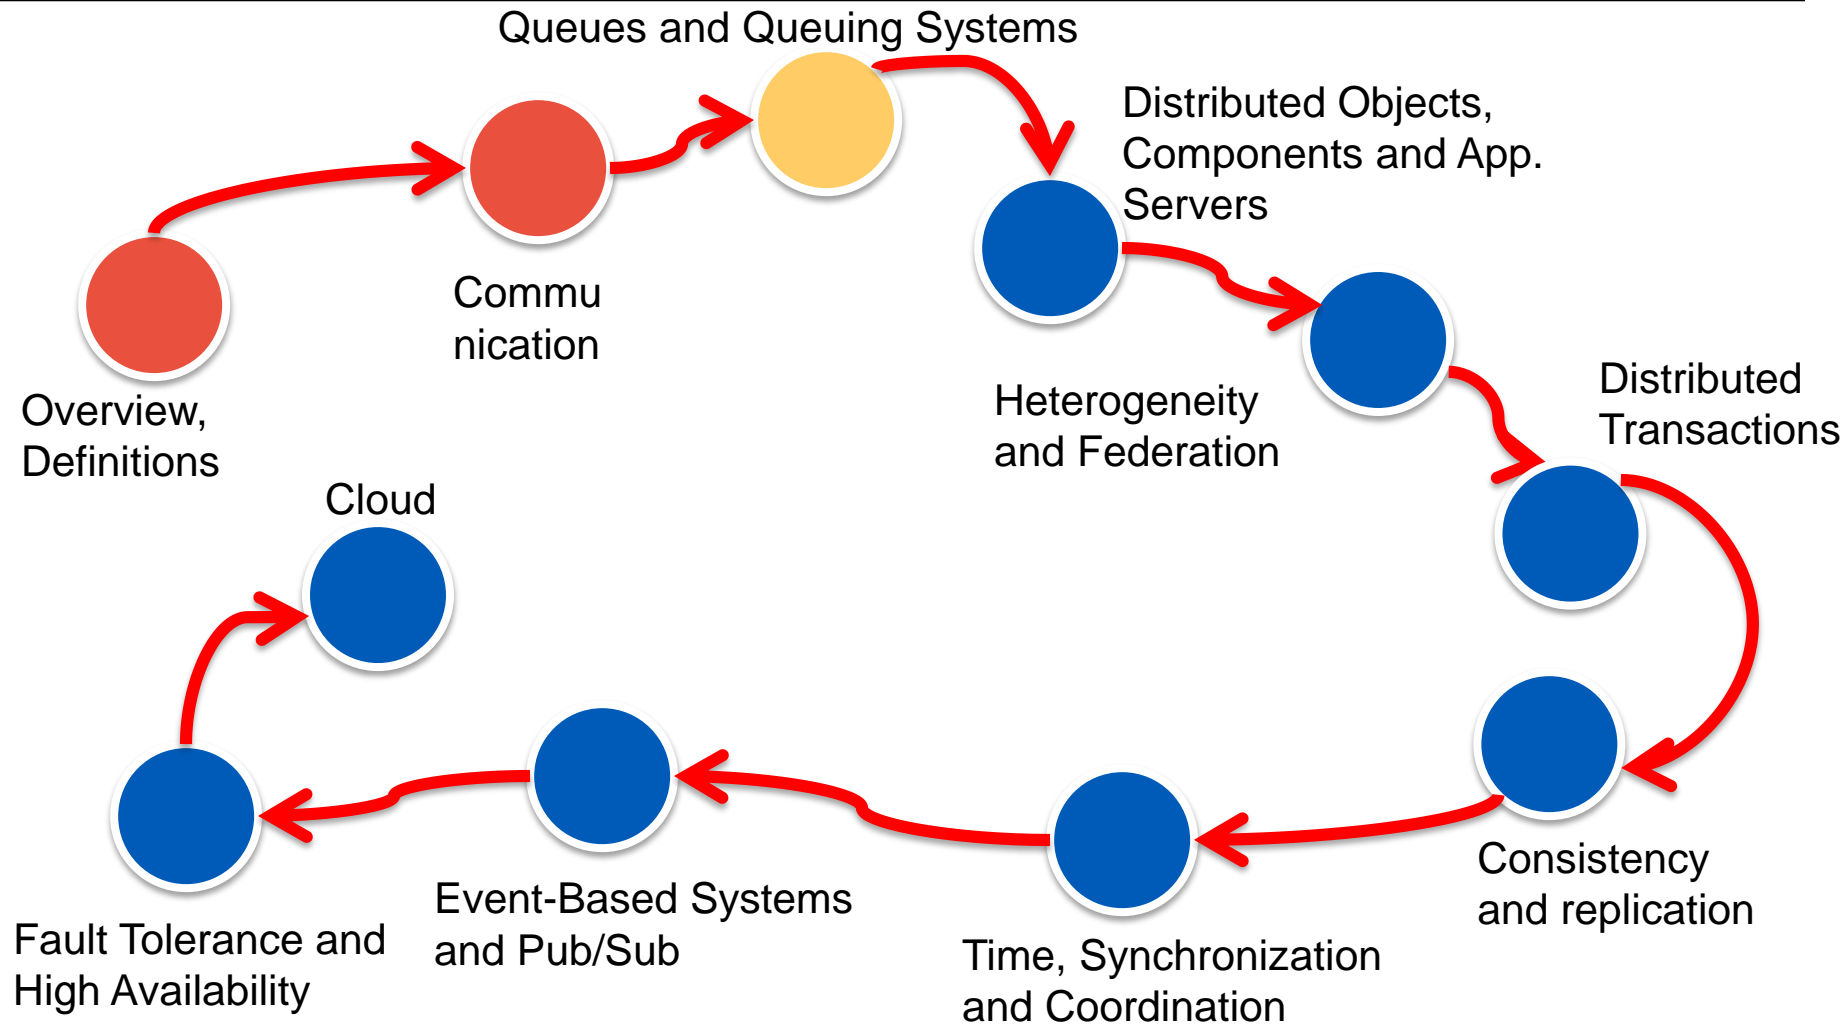 Queues and Queuing Systems
Distributed Objects,
Components and App.
Servers
Commu
nication
Overview,
Definitions
Heterogeneity
and Federation
Distributed
Transactions
Cloud
Consistency
and replication
Time, Synchronization
and Coordination
Event-Based Systems
and Pub/Sub
Fault Tolerance and
High Availability